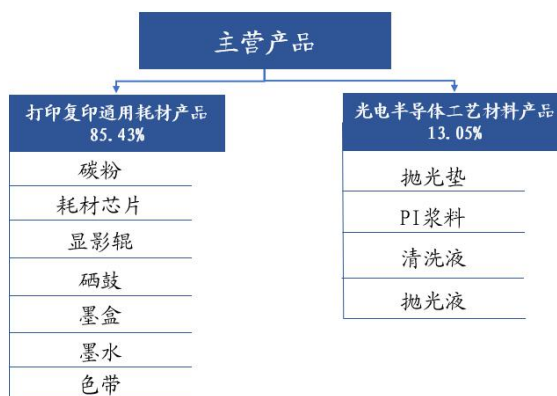 主营产品
打印复印通用耗材产品
85.43%
碳粉
耗材芯片
显影辊
硒鼓
墨盒
墨水
色带
光电半导体工艺材料产品
13.05%
抛光垫
PI浆料
清洗液
抛光液